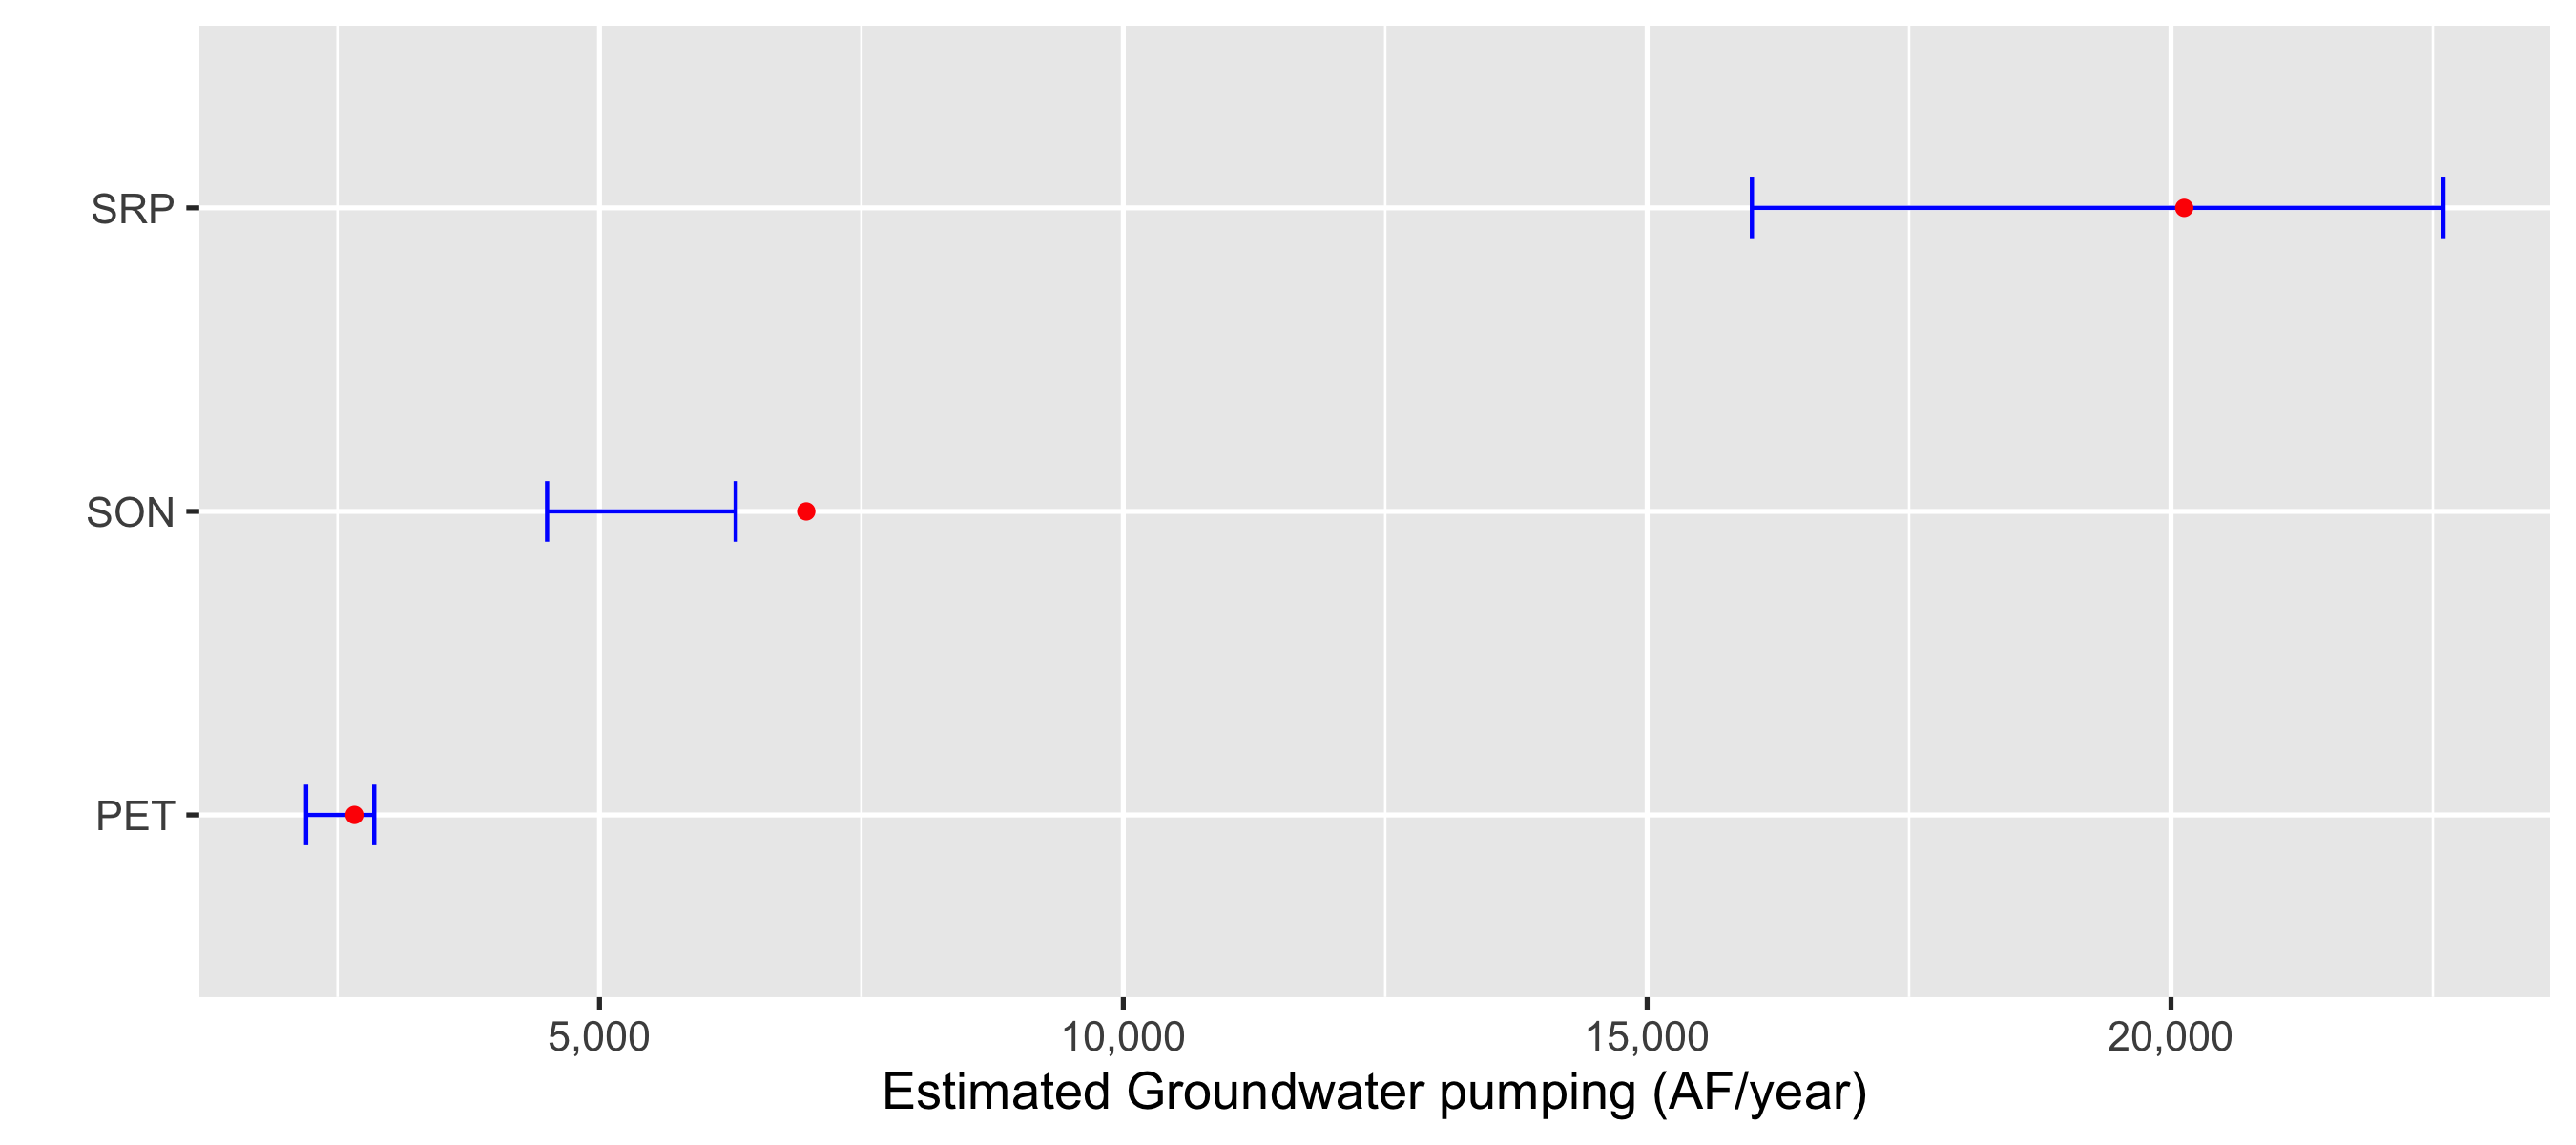 SRP
SON
PET
5,000 10,000 15,000 20,000
Estimated Groundwater pumping (AF/year)